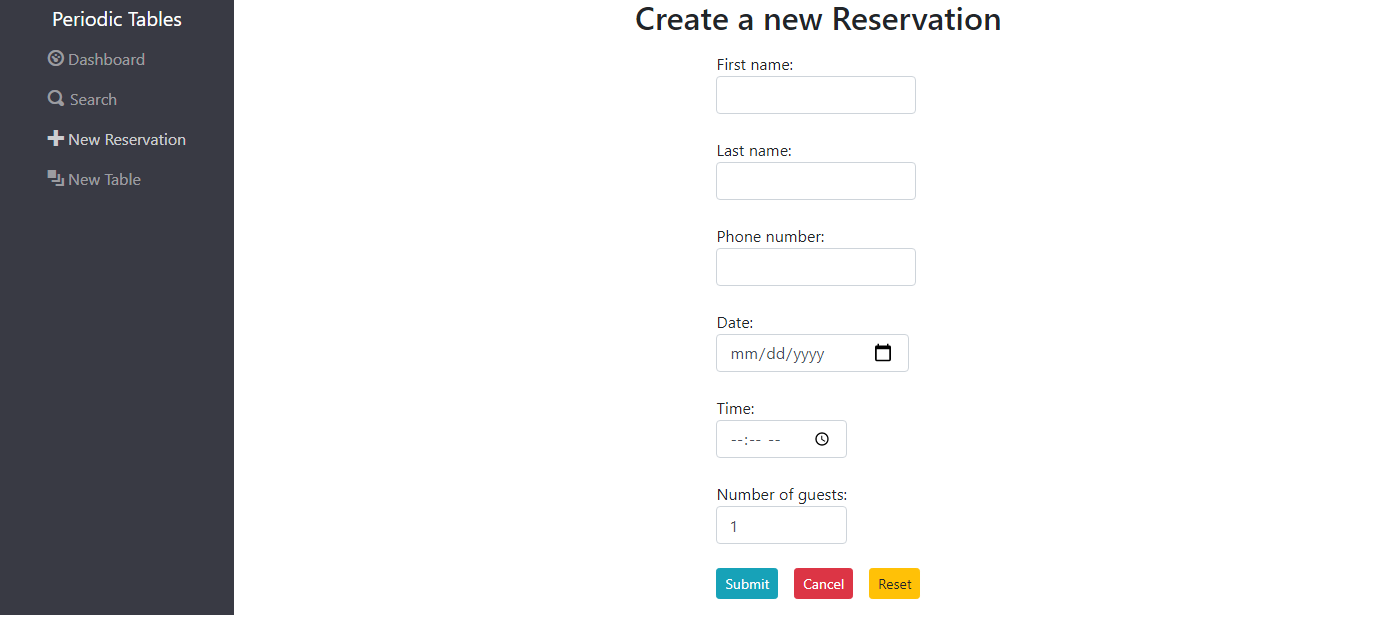 Periodic Tables
Dashboard
Search
New Reservation
New Table
Create a new Reservation
First name:
Last name:
Phone number:
Date:
mm/dd/yyyy
Time:
--:-- --
Number of guests:
1
Submit Cancel Reset